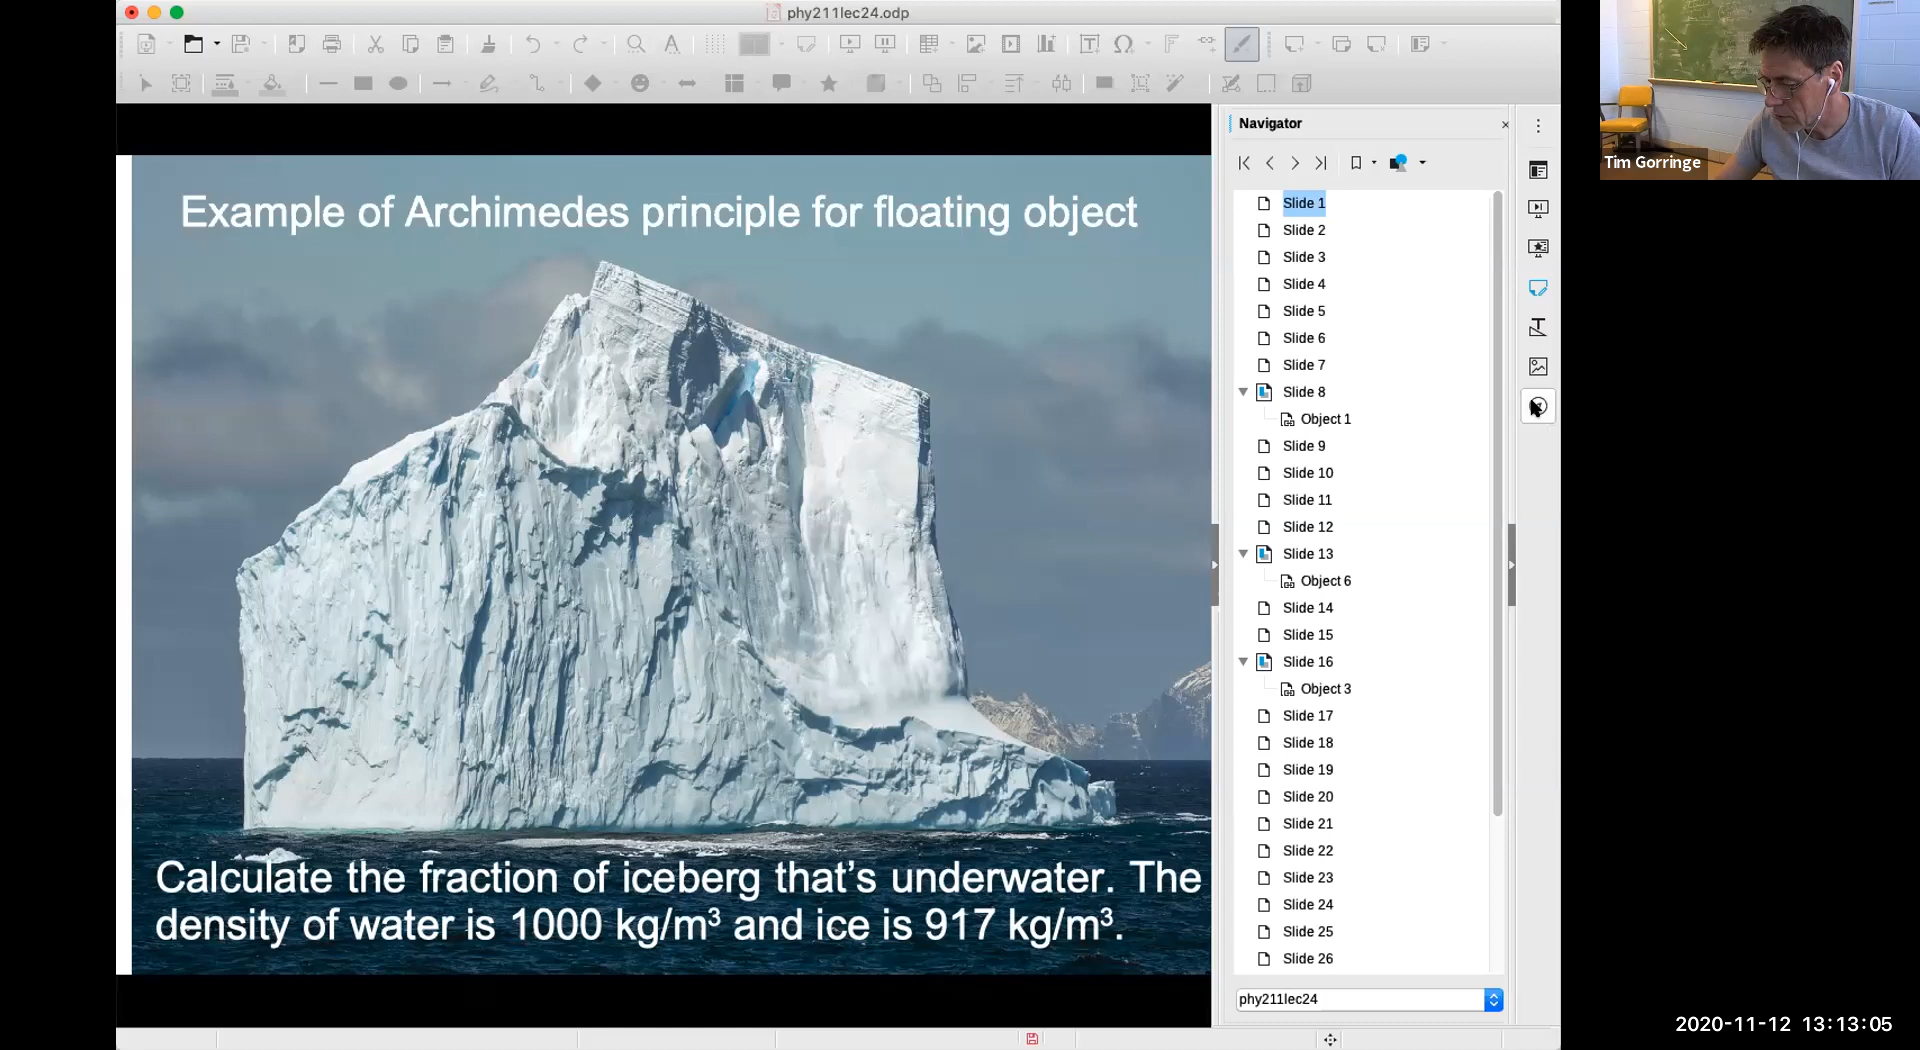 phy211lec24.odp
Example of Archimedes principle for floating object
Calculate the fraction of iceberg that’s underwater. The
density of water is 1000 kg/m³ and ice is 917 kg/m³.
Navigator
Slide 1
Slide 2
Slide 3
Slide 4
Slide 5
Slide 6
Slide 7
Slide 8
Object 1
Slide 9
Slide 10
Slide 11
Slide 12
Slide 13
Object 6
Slide 14
Slide 15
Slide 16
Object 3
Slide 17
Slide 18
Slide 19
Slide 20
Slide 21
Slide 22
Slide 23
Slide 24
Slide 25
Slide 26
phy211lec24
Tim Gorringe
2020-11-12 13:13:05